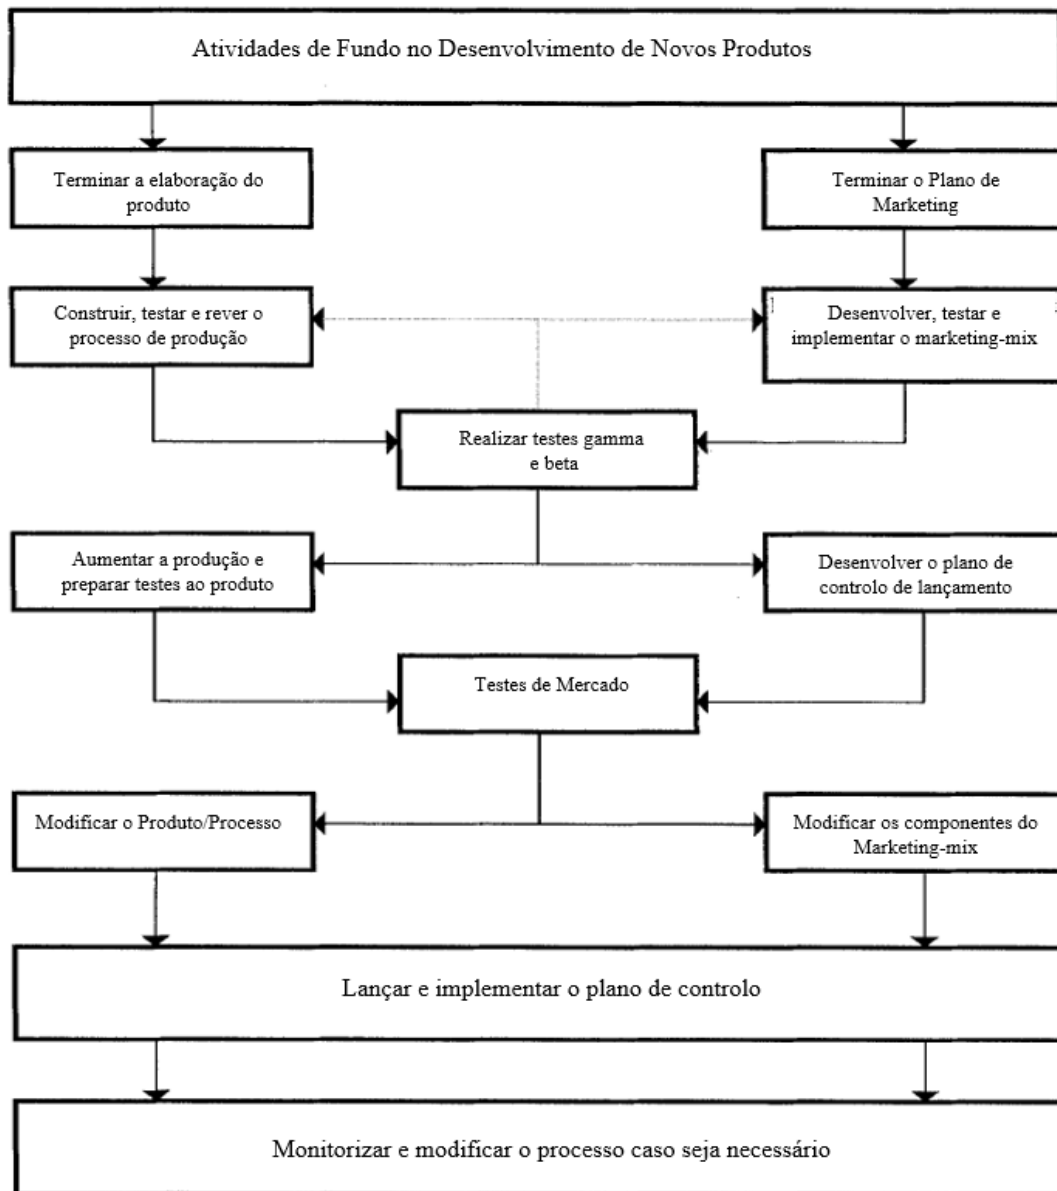 Atividades de Fundo no Desenvolvimento de Novos Produtos
Terminar a elaboração do
produto
Terminar o Plano de
Marketing
Construir, testar e rever o
processo de produção
Desenvolver, testar e
implementar o marketing-mix
Realizar testes gamma
e beta
Aumentar a produção e
preparar testes ao produto
Desenvolver o plano de
controlo de lançamento
Testes de Mercado
Modificar o Produto/Processo
Modificar os componentes do
Marketing-mix
Lançar e implementar o plano de controlo
Monitorizar e modificar o processo caso seja necessário